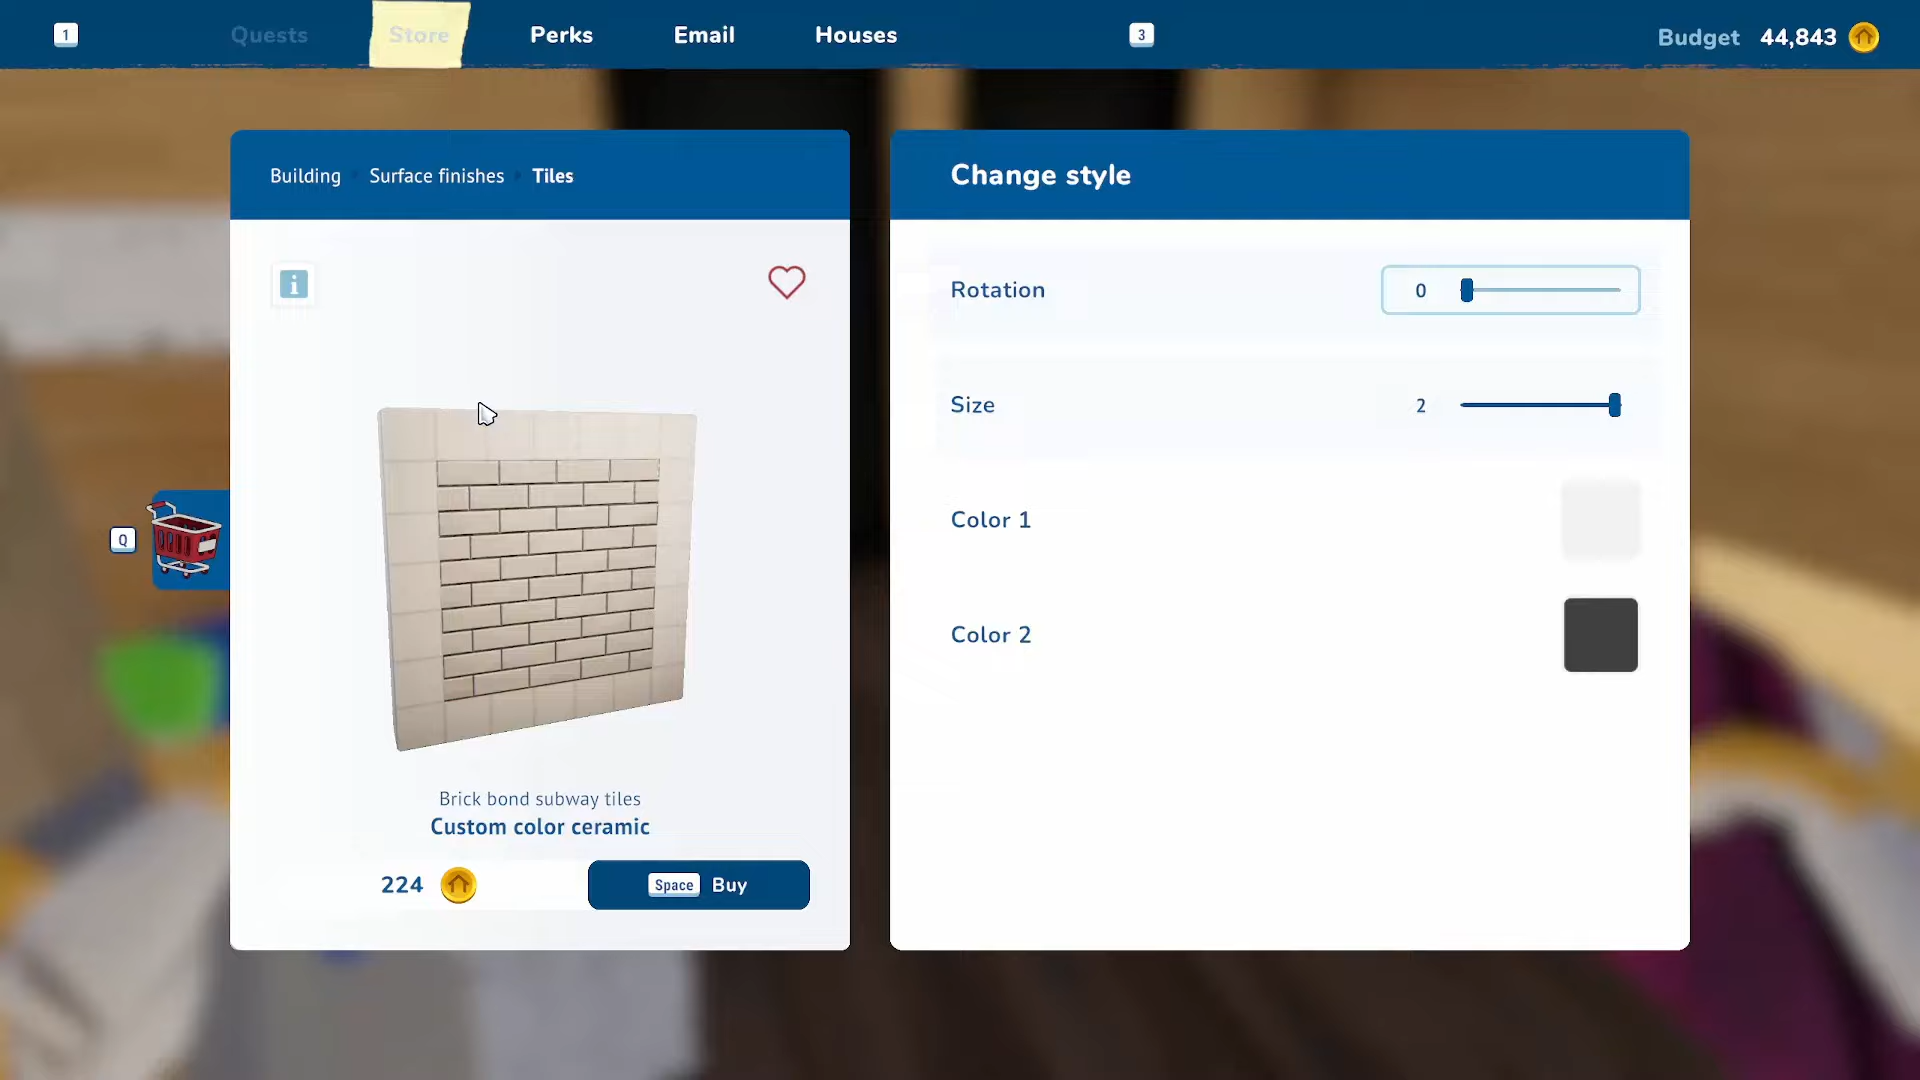 1
Quests
Store
Perks
Email
Houses
3
Budget 44,843
Building Surface finishes Tiles
i
Q
Brick bond subway tiles
Custom color ceramic
224
Space Buy
Change style
Rotation 0
Size 2
Color 1
Color 2